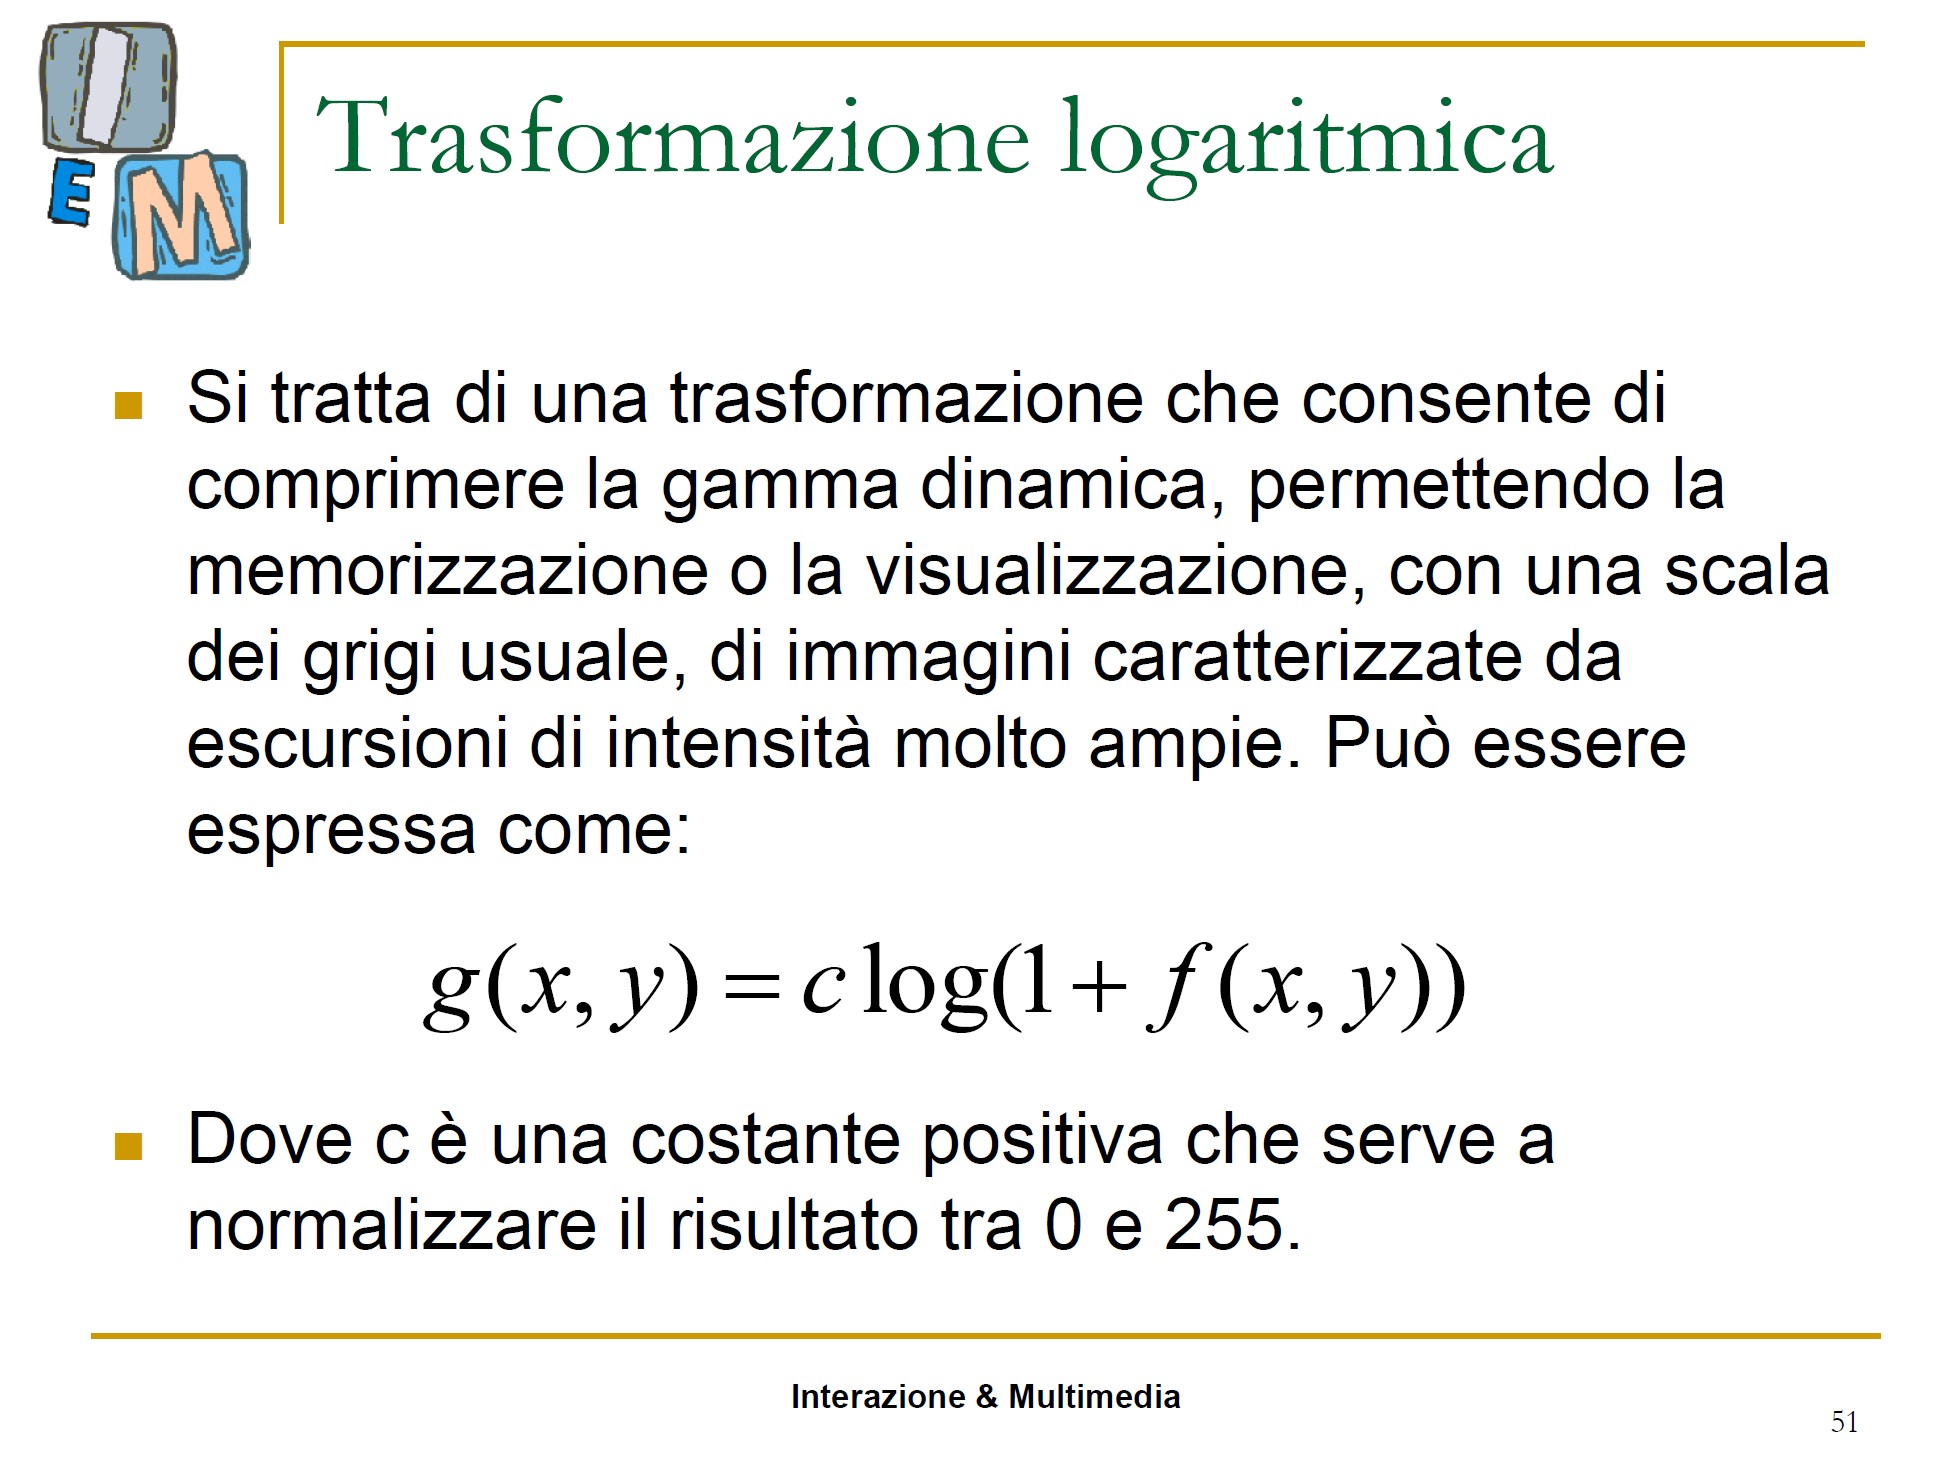 I
E M
Trasformazione logaritmica
Si tratta di una trasformazione che consente di
comprimere la gamma dinamica, permettendo la
memorizzazione o la visualizzazione, con una scala
dei grigi usuale, di immagini caratterizzate da
escursioni di intensità molto ampie. Può essere
espressa come:
g(x, y) = c log(1 + f (x, y))
Dove c è una costante positiva che serve a
normalizzare il risultato tra 0 e 255.
Interazione & Multimedia
51